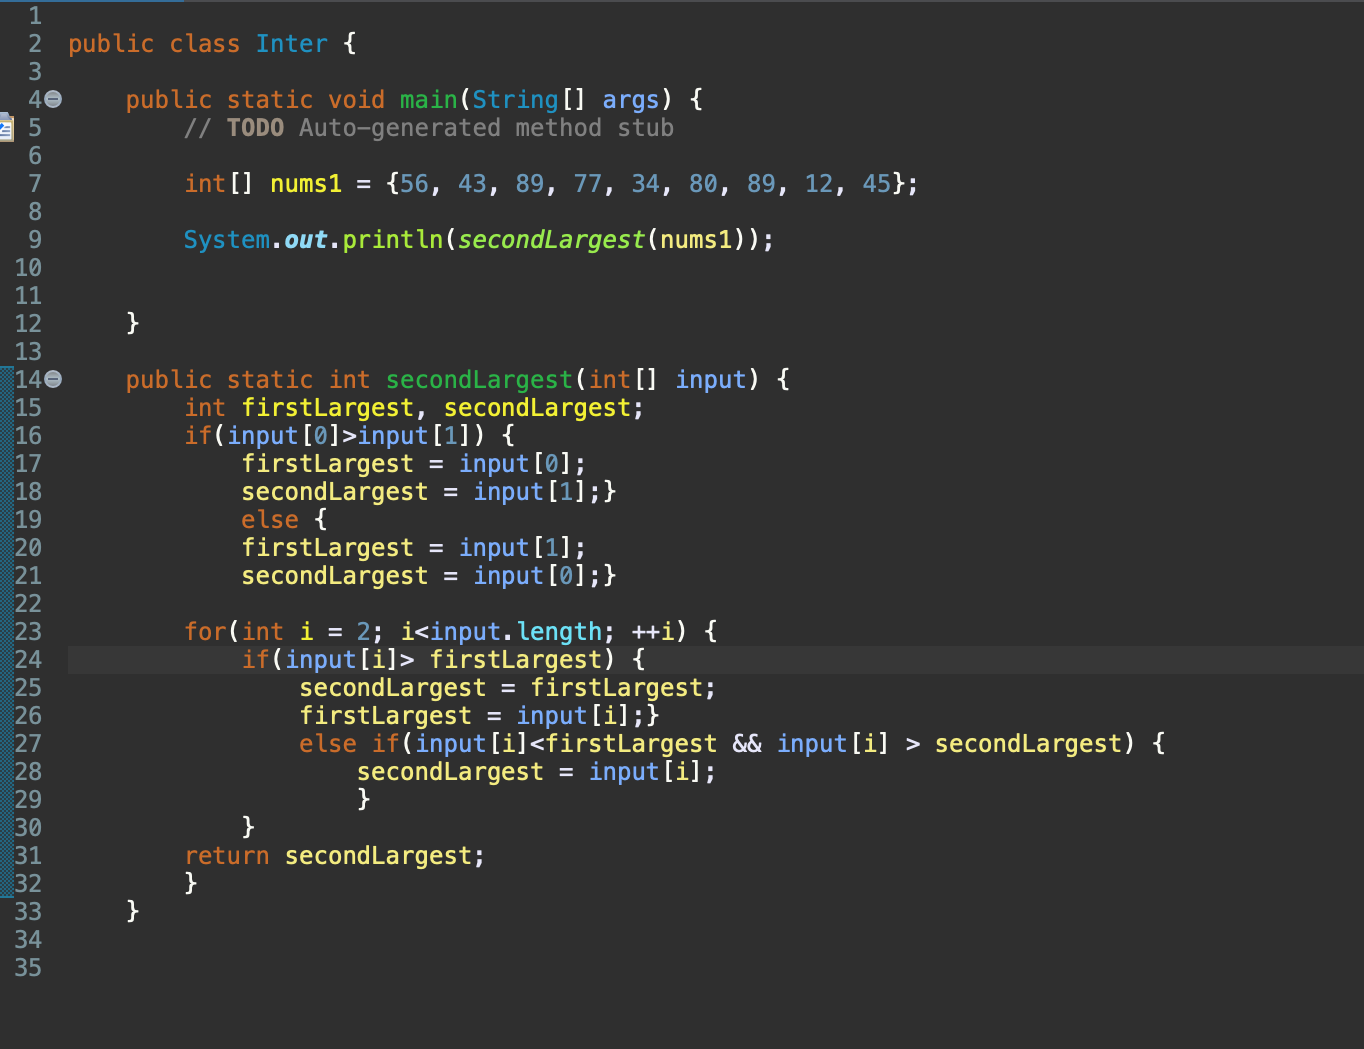 1
2 public class Inter {
3
4     public static void main(String[] args) {
5         // TODO Auto-generated method stub
6
7         int[] nums1 = {56, 43, 89, 77, 34, 80, 89, 12, 45};
8
9         System.out.println(secondLargest(nums1));
10
11
12     }
13
14     public static int secondLargest(int[] input) {
15         int firstLargest, secondLargest;
16         if(input[0]>input[1]) {
17             firstLargest = input[0];
18             secondLargest = input[1];}
19             else {
20             firstLargest = input[1];
21             secondLargest = input[0];}
22
23         for(int i = 2; i<input.length; ++i) {
24             if(input[i]> firstLargest) {
25                 secondLargest = firstLargest;
26                 firstLargest = input[i];}
27                 else if(input[i]<firstLargest && input[i] > secondLargest) {
28                     secondLargest = input[i];
29                     }
30             }
31         return secondLargest;
32         }
33     }
34
35